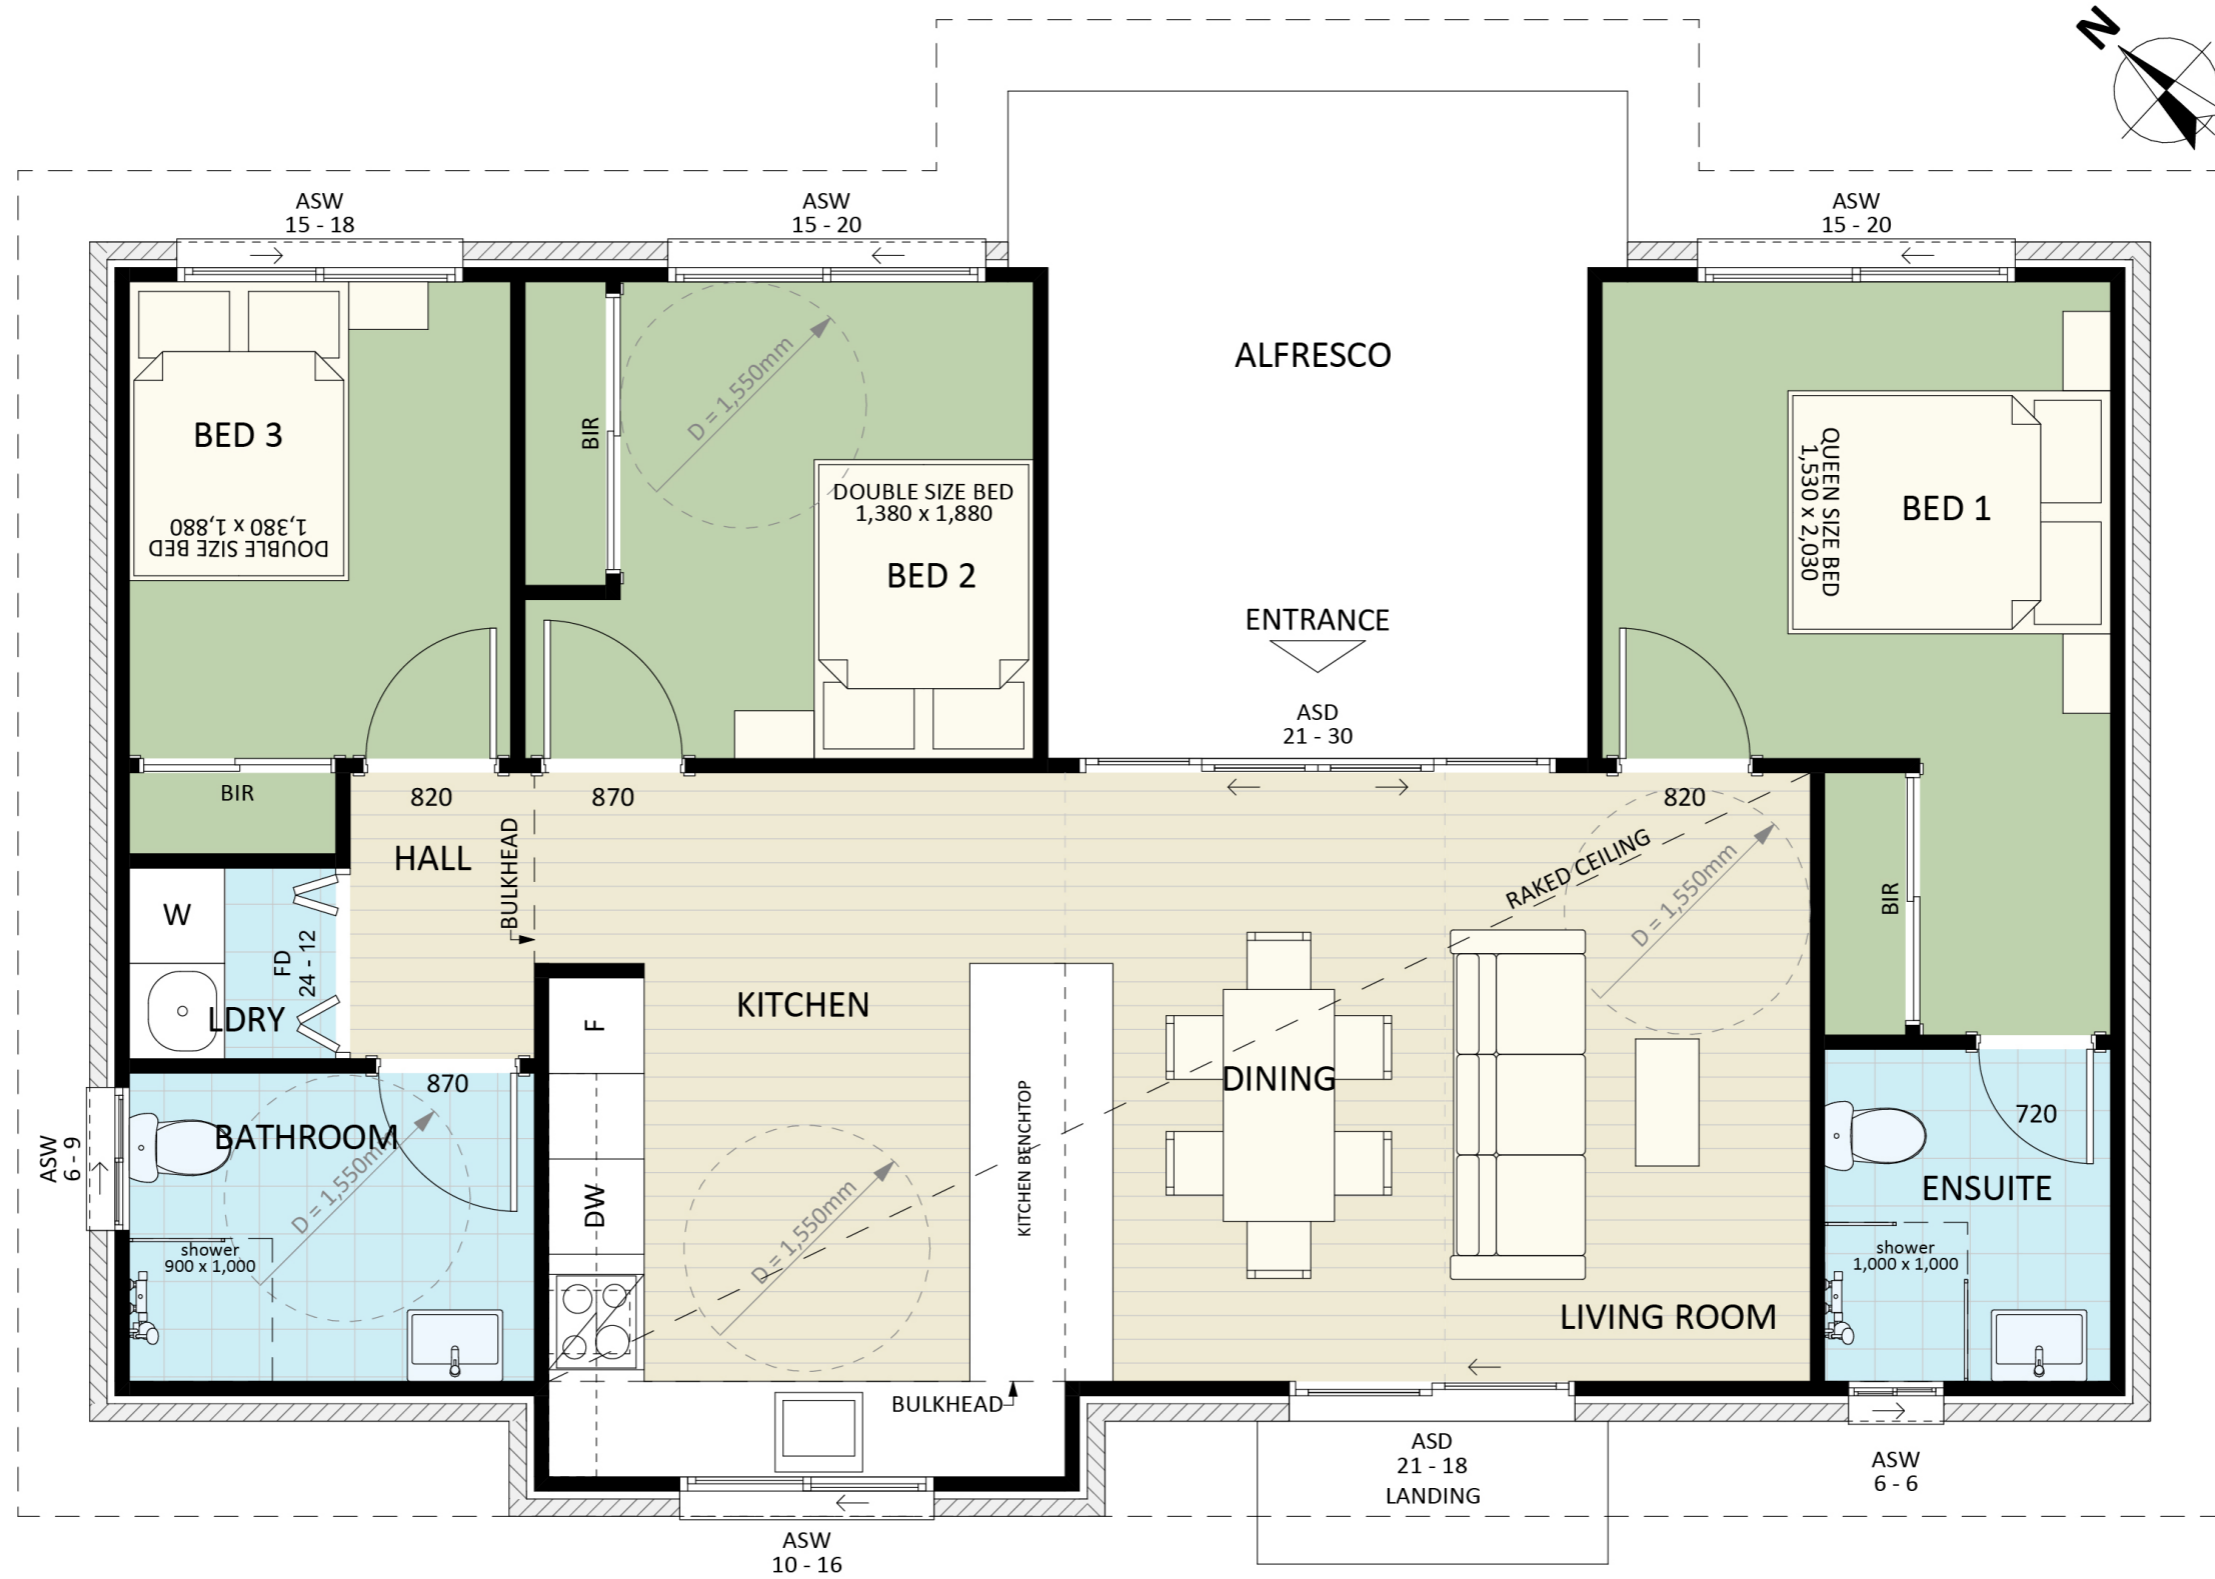 N
ASW
15 - 18
ASW
15 - 20
ASW
15 - 20
ALFRESCO
D = 1,550mm
BED 3
BIR
QUEEN SIZE BED
1,530 x 2,030
BED 1
DOUBLE SIZE BED
1,380 x 1,880
DOUBLE SIZE BED
1,380 x 1,880
BED 2
ENTRANCE
ASD
21 - 30
BIR
820
870
820
BULKHEAD
HALL
RAKED CEILING
D = 1,550mm
W
BIR
FD
24 - 12
LDRY
F
KITCHEN
DINING
KITCHEN BENCHTOP
870
720
BATHROOM
D = 1,550mm
ASW
6 - 9
DW
D = 1,550mm
ENSUITE
shower
900 x 1,000
shower
1,000 x 1,000
LIVING ROOM
BULKHEAD
ASD
21 - 18
LANDING
ASW
6 - 6
ASW
10 - 16